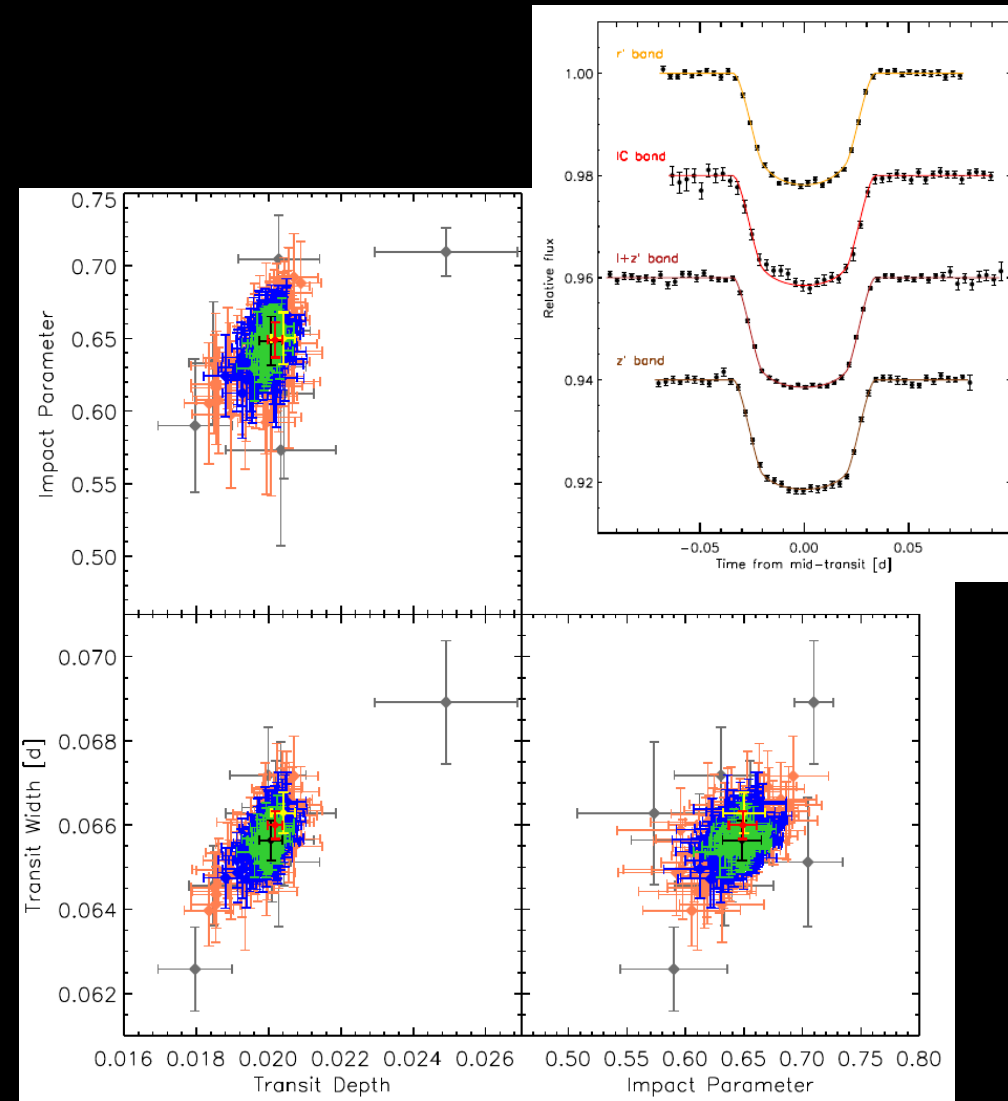 r' band
1.00
IC band
0.98
Relative flux
I+z' band
0.96
z' band
0.94
0.92
-0.05 0.00 0.05
Time from mid-transit [d]
0.75
0.70
0.65
0.60
0.55
0.50
Impact Parameter
0.070
0.068
0.066
0.064
0.062
Transit Width [d]
0.016 0.018 0.020 0.022 0.024 0.026
Transit Depth
0.50 0.55 0.60 0.65 0.70 0.75 0.80
Impact Parameter